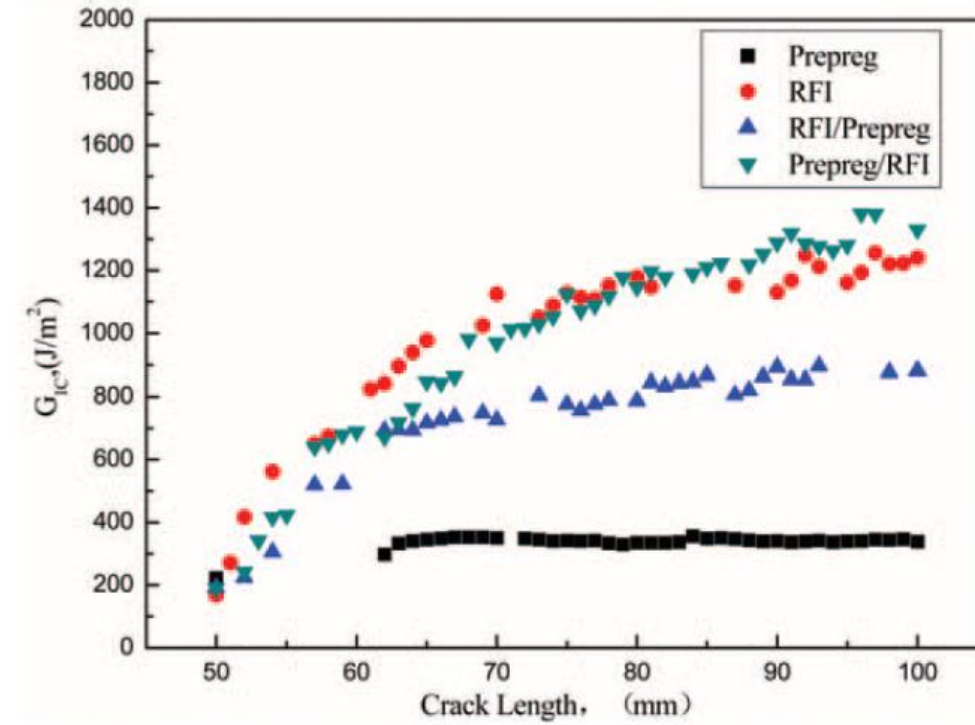 2000
1800
1600
1400
1200
1000
800
600
400
200
0
G_IC,(J/m²)
Prepreg
RFI
RFI/Prepreg
Prepreg/RFI
50 60 70 80 90 100
Crack Length， （mm）